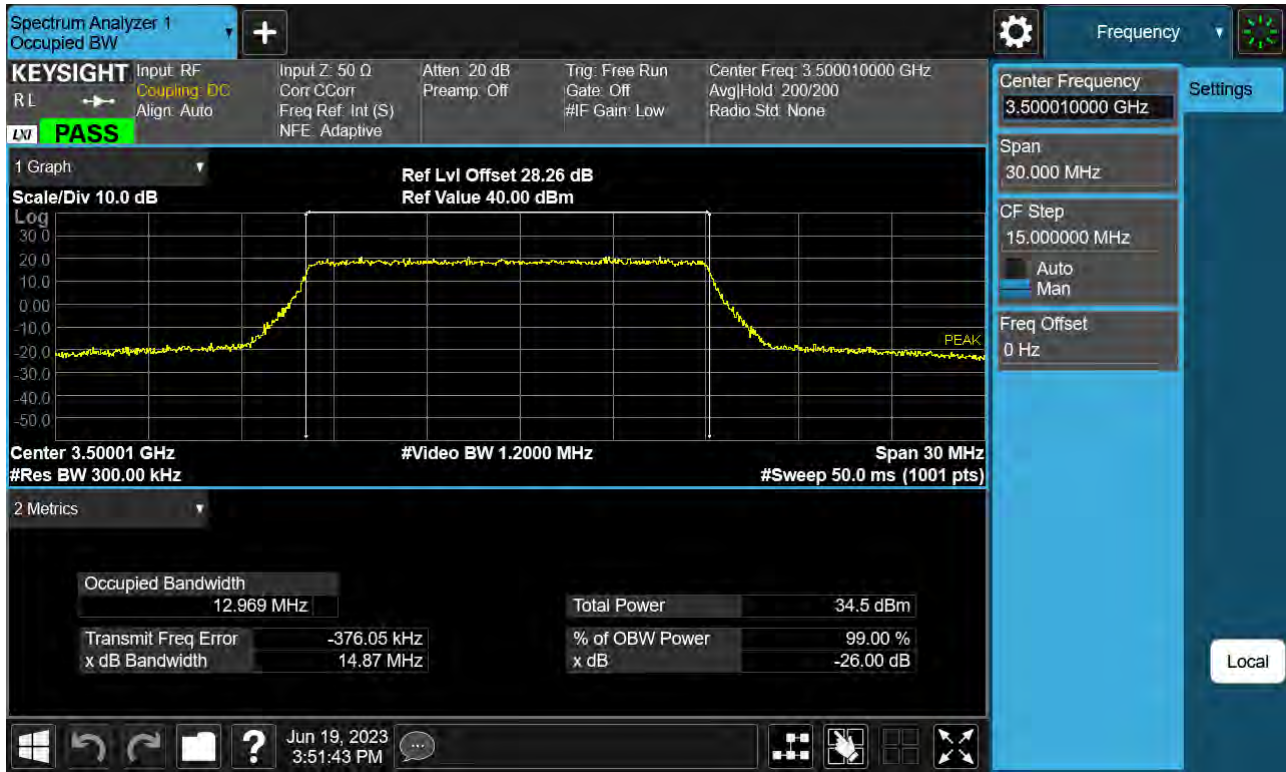 Spectrum Analyzer 1
Occupied BW
Frequency
KEYSIGHT
RL
LXI
PASS
Input: RF
Coupling: DC
Align: Auto
Input Z: 50 Ω
Corr CCorr
Freq Ref: Int (S)
NFE: Adaptive
Atten: 20 dB
Preamp: Off
Trig: Free Run
Gate: Off
#IF Gain: Low
Center Freq: 3.500010000 GHz
Avg|Hold: 200/200
Radio Std: None
1 Graph
Scale/Div 10.0 dB
Ref Lvl Offset 28.26 dB
Ref Value 40.00 dBm
Log
30.0
20.0
10.0
0.00
-10.0
-20.0
-30.0
-40.0
-50.0
PEAK
Center 3.50001 GHz
#Video BW 1.2000 MHz
Span 30 MHz
#Res BW 300.00 kHz
#Sweep 50.0 ms (1001 pts)
2 Metrics
Occupied Bandwidth
12.969 MHz
Transmit Freq Error -376.05 kHz
x dB Bandwidth 14.87 MHz
Total Power 34.5 dBm
% of OBW Power 99.00 %
x dB -26.00 dB
Center Frequency
3.500010000 GHz
Settings
Span
30.000 MHz
CF Step
15.000000 MHz
Auto
Man
Freq Offset
0 Hz
Local
?
Jun 19, 2023
3:51:43 PM